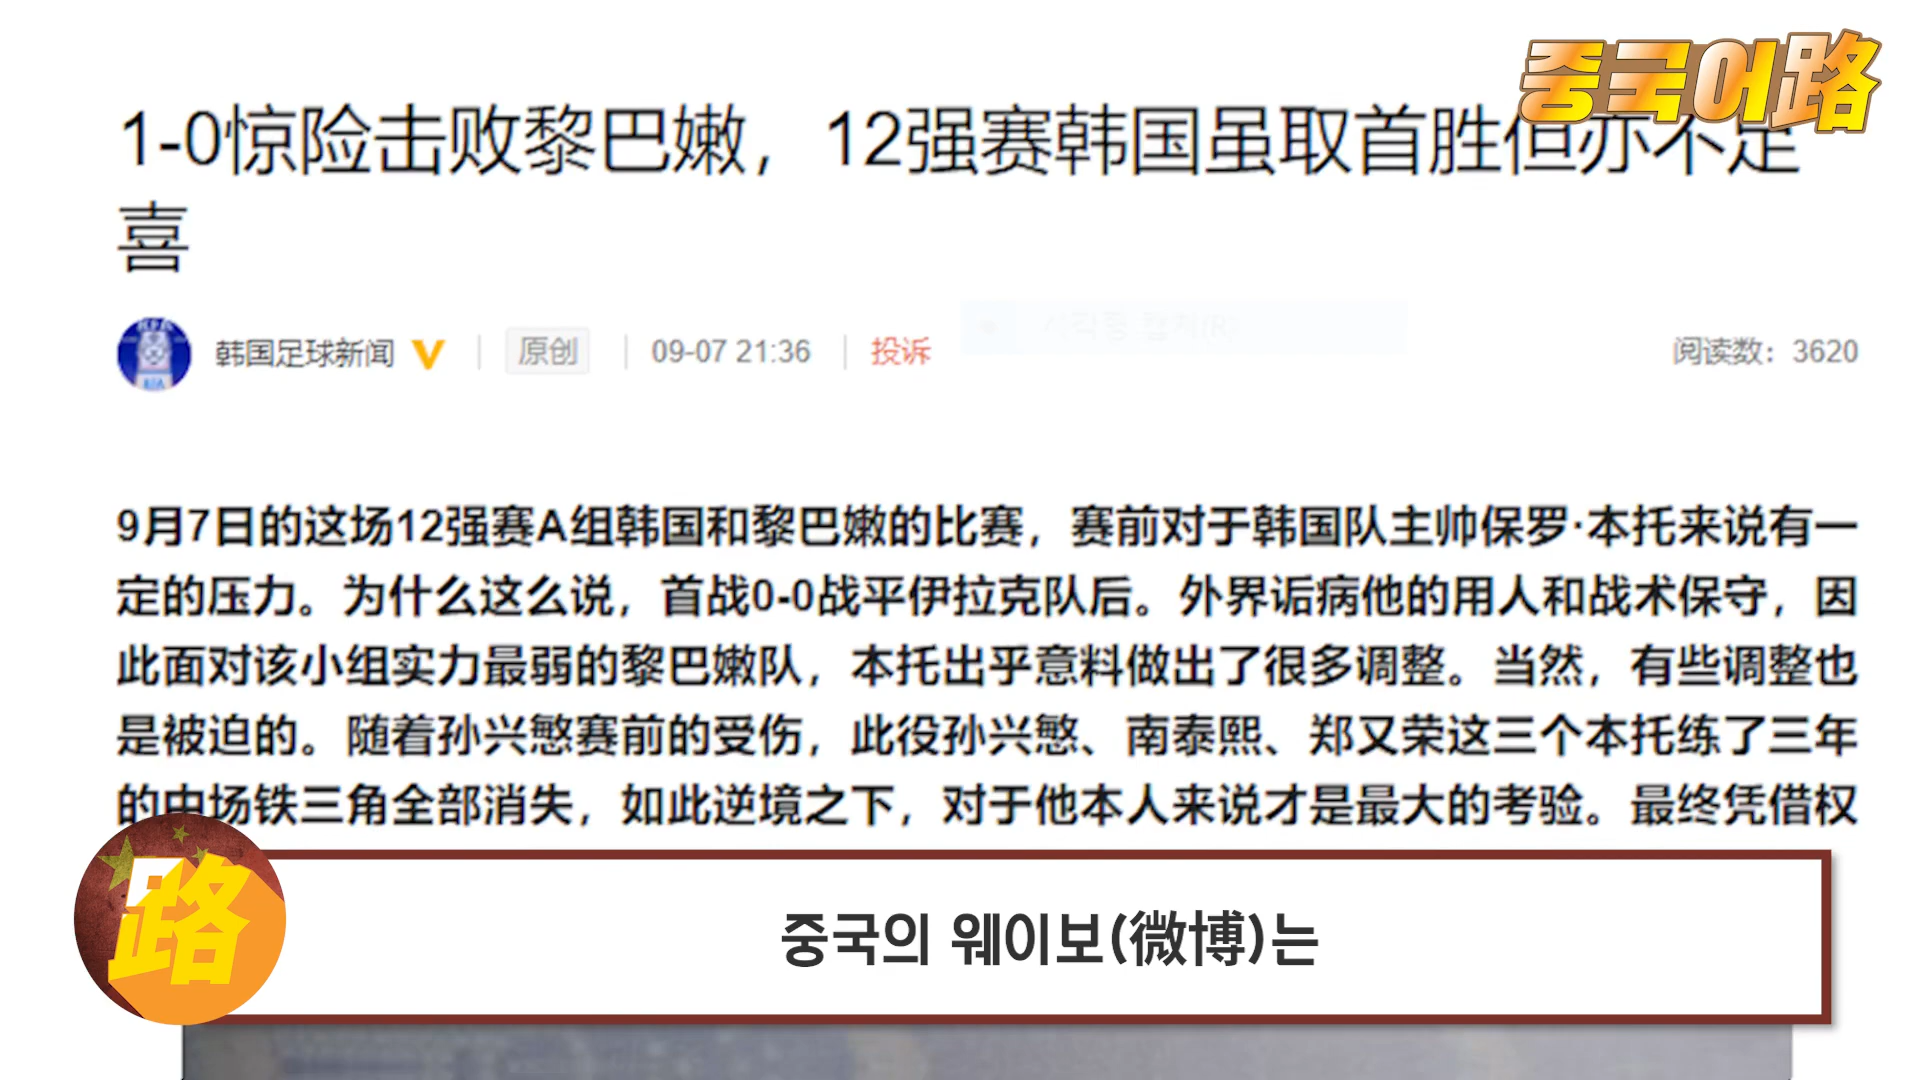 중국어路
1-0惊险击败黎巴嫩，12强赛韩国虽取首胜但亦不足
喜
韩国足球新闻 原创 09-07 21:36 投诉 阅读数：3620
9月7日的这场12强赛A组韩国和黎巴嫩的比赛，赛前对于韩国队主帅保罗·本托来说有一
定的压力。为什么这么说，首战0-0战平伊拉克队后。外界诟病他的用人和战术保守，因
此面对该小组实力最弱的黎巴嫩队，本托出乎意料做出了很多调整。当然，有些调整也
是被迫的。随着孙兴慜赛前的受伤，此役孙兴慜、南泰熙、郑又荣这三个本托练了三年
的中场铁三角全部消失，如此逆境之下，对于他本人来说才是最大的考验。最终凭借权
路
중국의 웨이보(微博)는